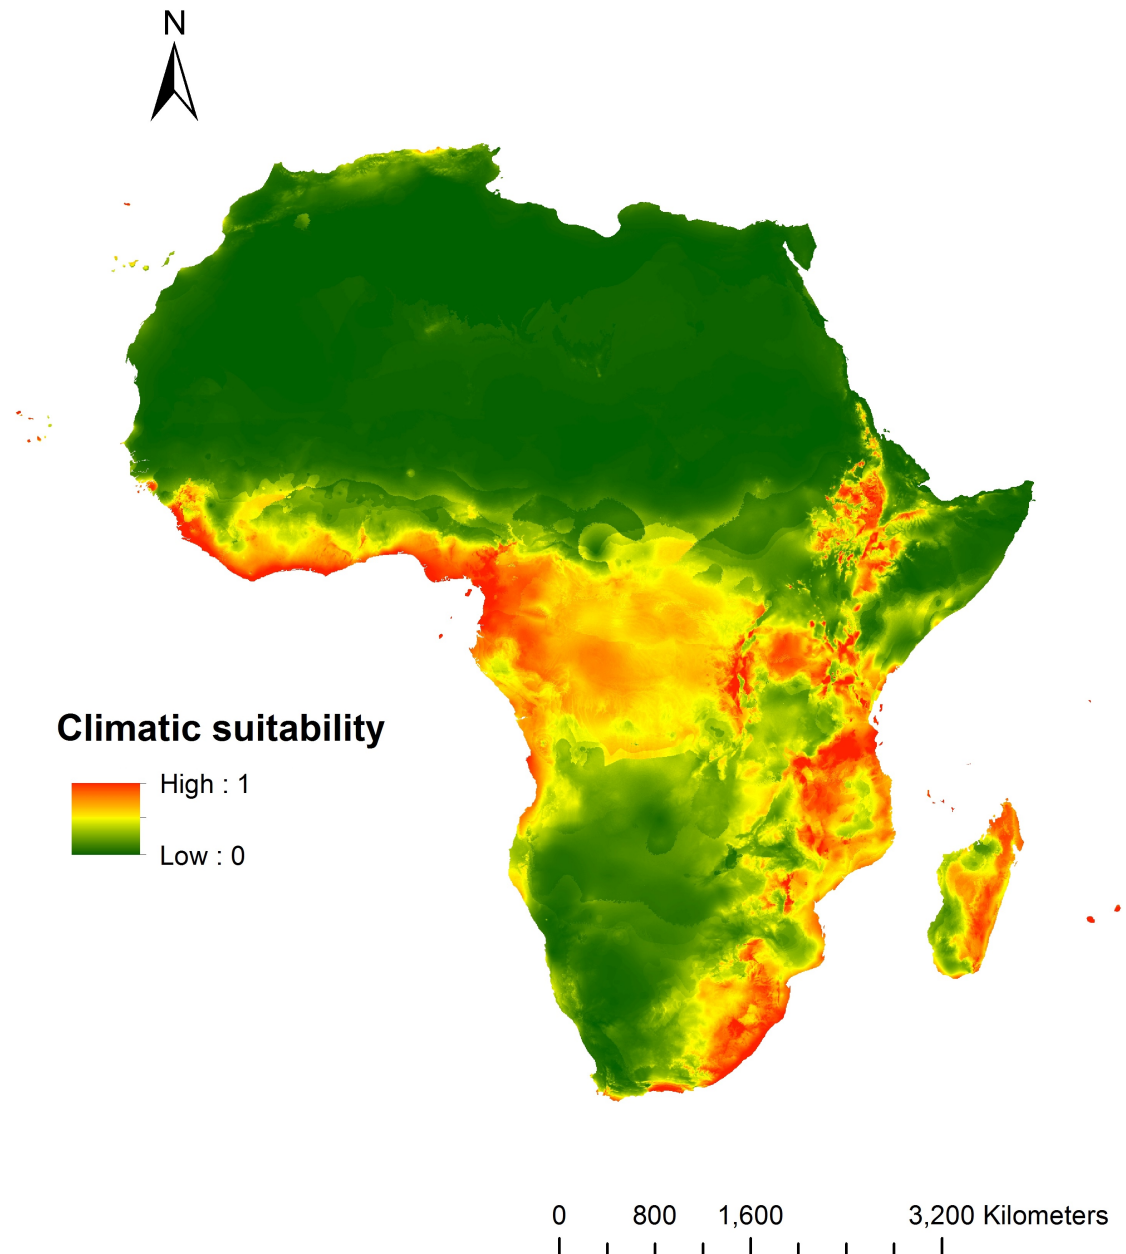 N
Climatic suitability
High : 1
Low : 0
0 800 1,600 3,200 Kilometers